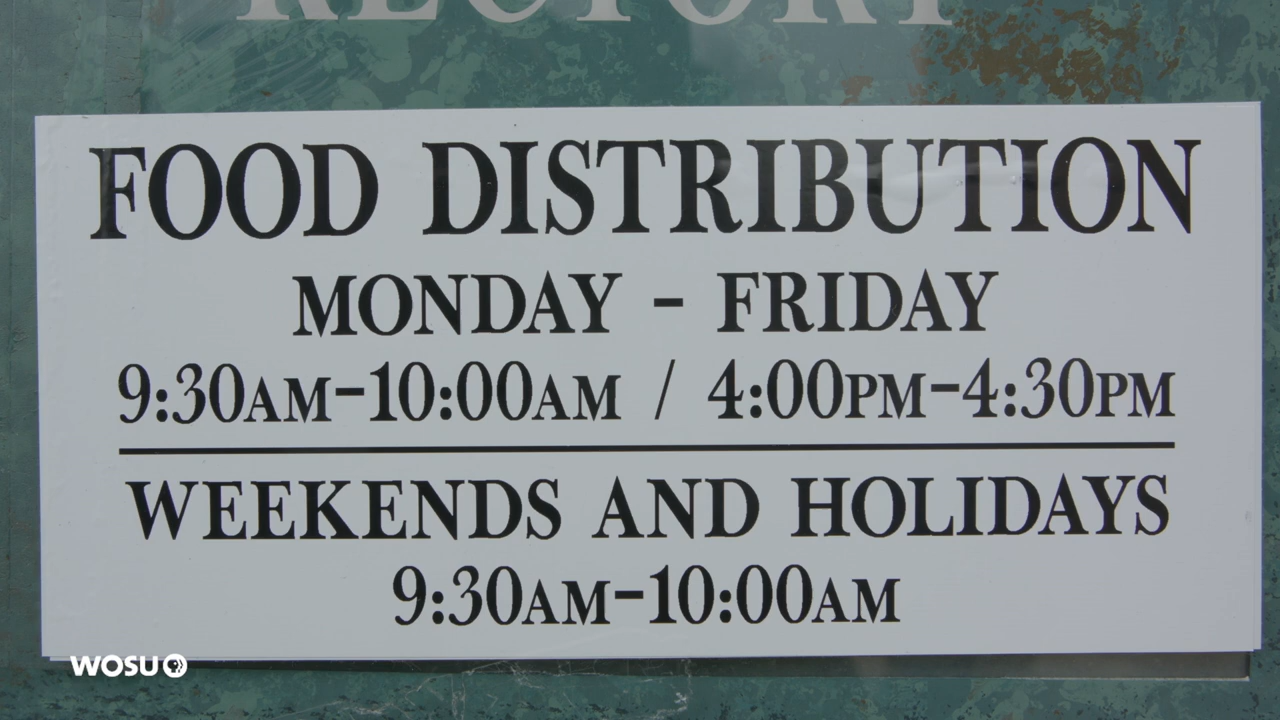 RECTORY
FOOD DISTRIBUTION
MONDAY - FRIDAY
9:30AM-10:00AM / 4:00PM-4:30PM
WEEKENDS AND HOLIDAYS
9:30AM-10:00AM
WOSU